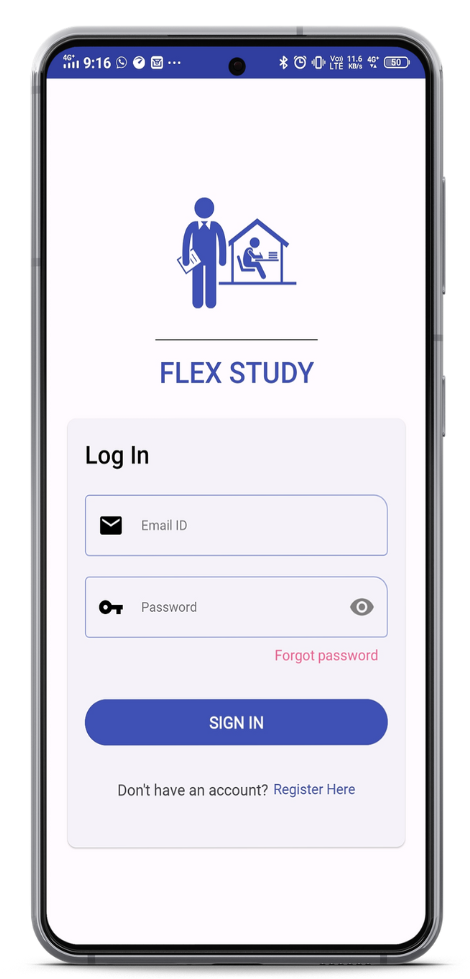 4G+ 9:16 ... Vo) LTE 11.6 KB/s 4G+ 50
FLEX STUDY
Log In
Email ID
Password
Forgot password
SIGN IN
Don't have an account? Register Here